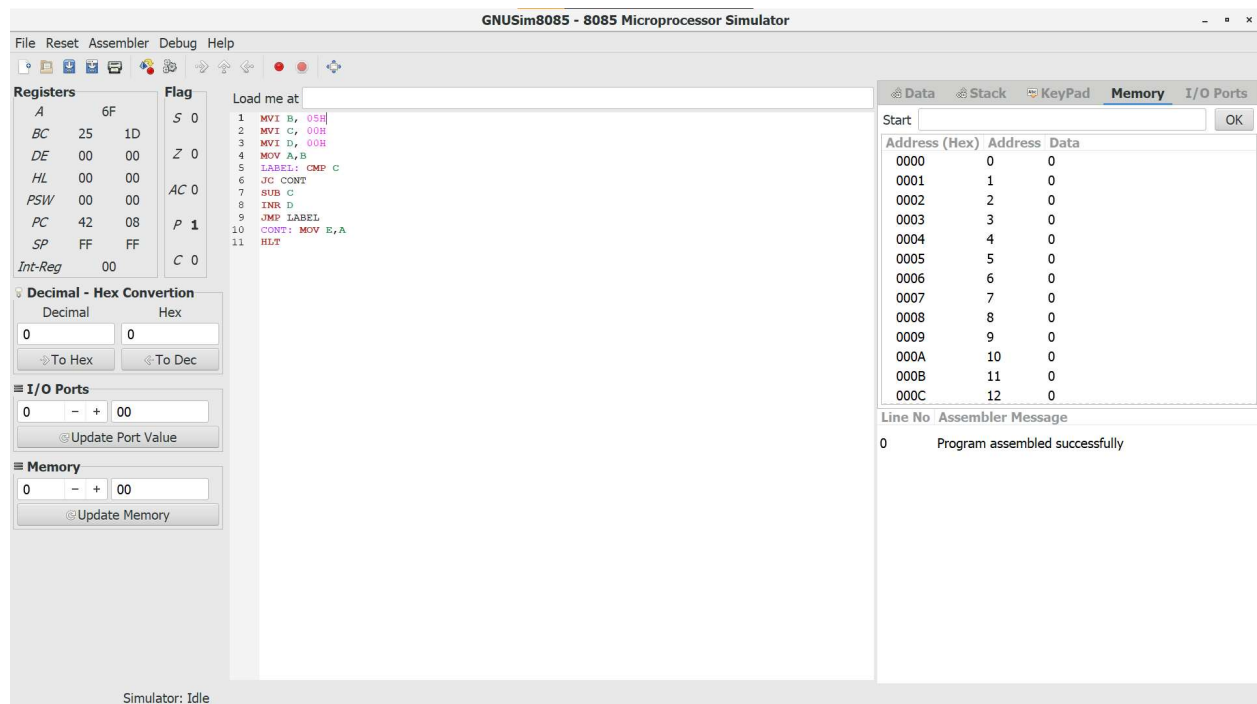 GNUSim8085 - 8085 Microprocessor Simulator
File Reset Assembler Debug Help
Registers
A 6F
BC 25 1D
DE 00 00
HL 00 00
PSW 00 00
PC 42 08
SP FF FF
Int-Reg 00
Flag
S 0
Z 0
AC 0
P 1
C 0
Decimal - Hex Convertion
Decimal Hex
0 0
To Hex To Dec
I/O Ports
0 - + 00
Update Port Value
Memory
0 - + 00
Update Memory
Load me at
1 MVI B, 05H
2 MVI C, 00H
3 MVI D, 00H
4 MOV A,B
5 LABEL: CMP C
6 JC CONT
7 SUB C
8 INR D
9 JMP LABEL
10 CONT: MOV E,A
11 HLT
Data Stack KeyPad Memory I/O Ports
Start OK
Address (Hex) Address Data
0000 0 0
0001 1 0
0002 2 0
0003 3 0
0004 4 0
0005 5 0
0006 6 0
0007 7 0
0008 8 0
0009 9 0
000A 10 0
000B 11 0
000C 12 0
Line No Assembler Message
0 Program assembled successfully
Simulator: Idle